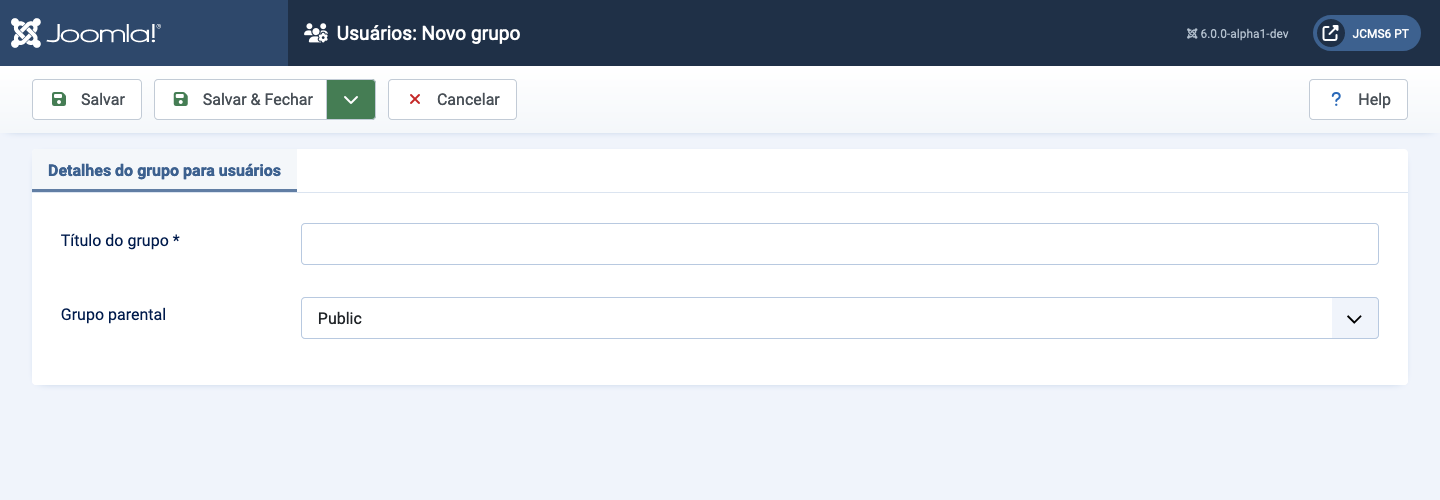 Joomla!®
Usuários: Novo grupo
6.0.0-alpha1-dev
JCMS6 PT
Salvar
Salvar & Fechar
Cancelar
? Help
Detalhes do grupo para usuários
Título do grupo *
Grupo parental
Public